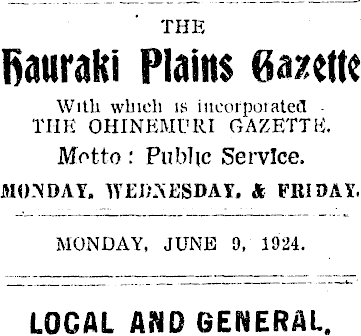 THE
Hauraki Plains Gazette
With which is incorporated
THE OHINEMURI GAZETTE.
Motto : Public Service.
MONDAY, WEDNESDAY, & FRIDAY.
MONDAY, JUNE 9, 1924.
LOCAL AND GENERAL.